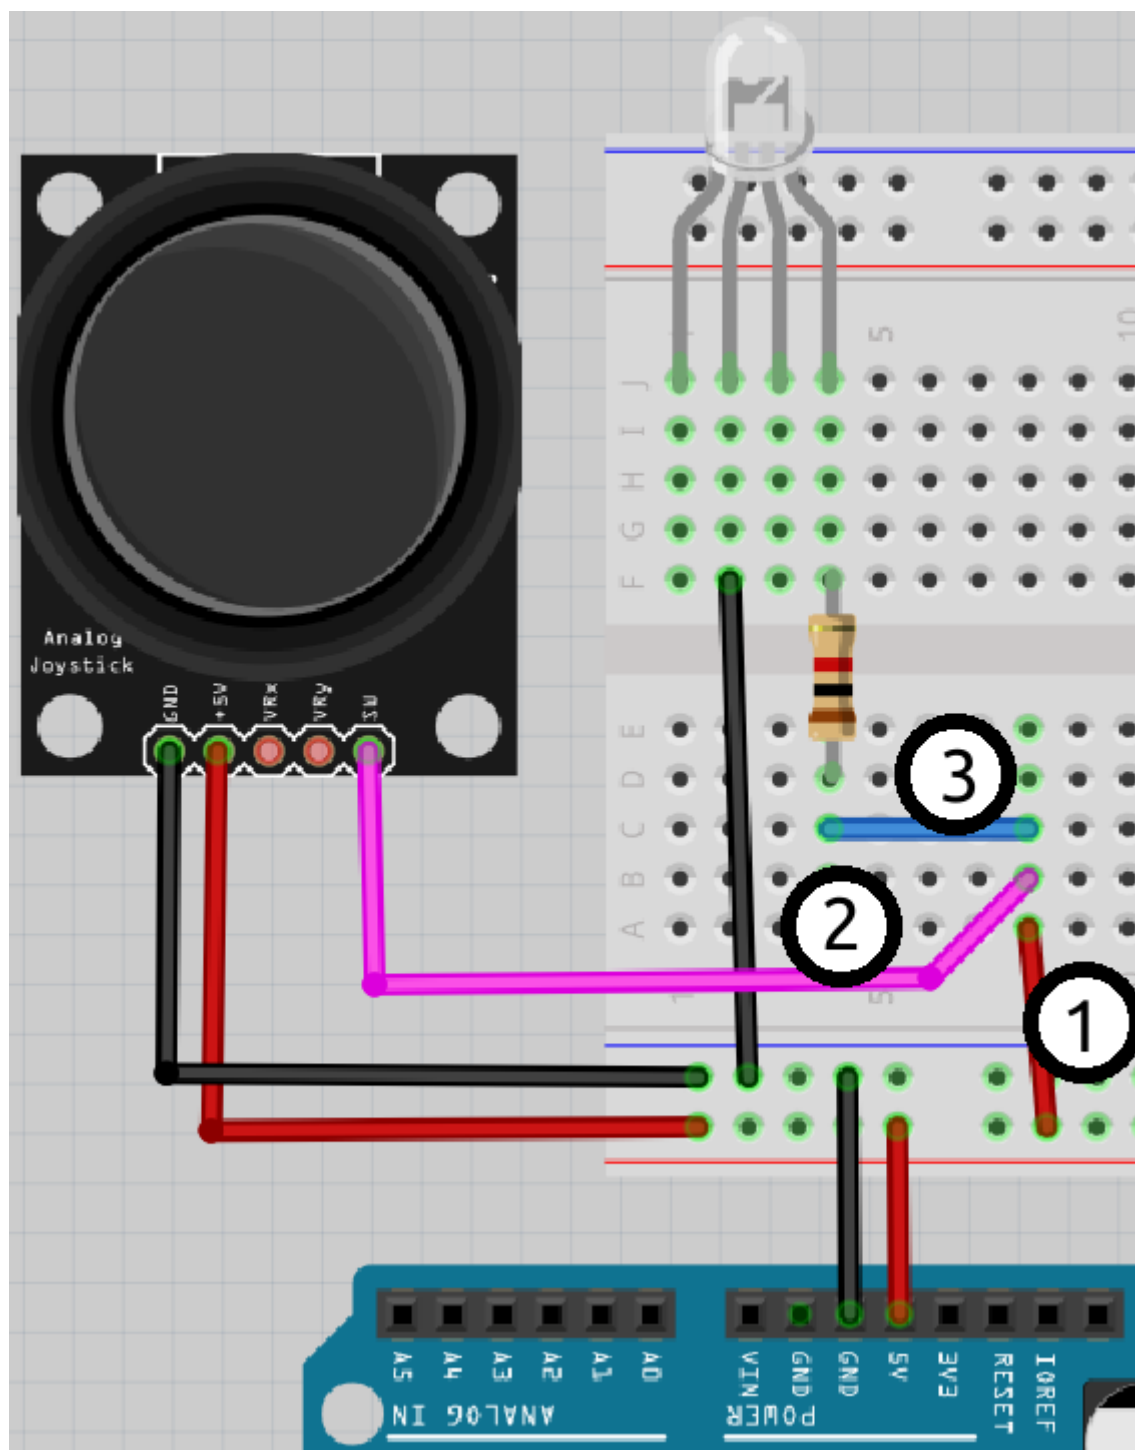 5
10
J
I
H
G
F
Analog
Joystick
GND
+5V
VRx
VRy
SW
E
D
C
B
A
3
2
1
1
5
A5
A4
A3
A2
A1
A0
ANALOG IN
VIN
GND
GND
5V
3V3
RESET
IOREF
POWER